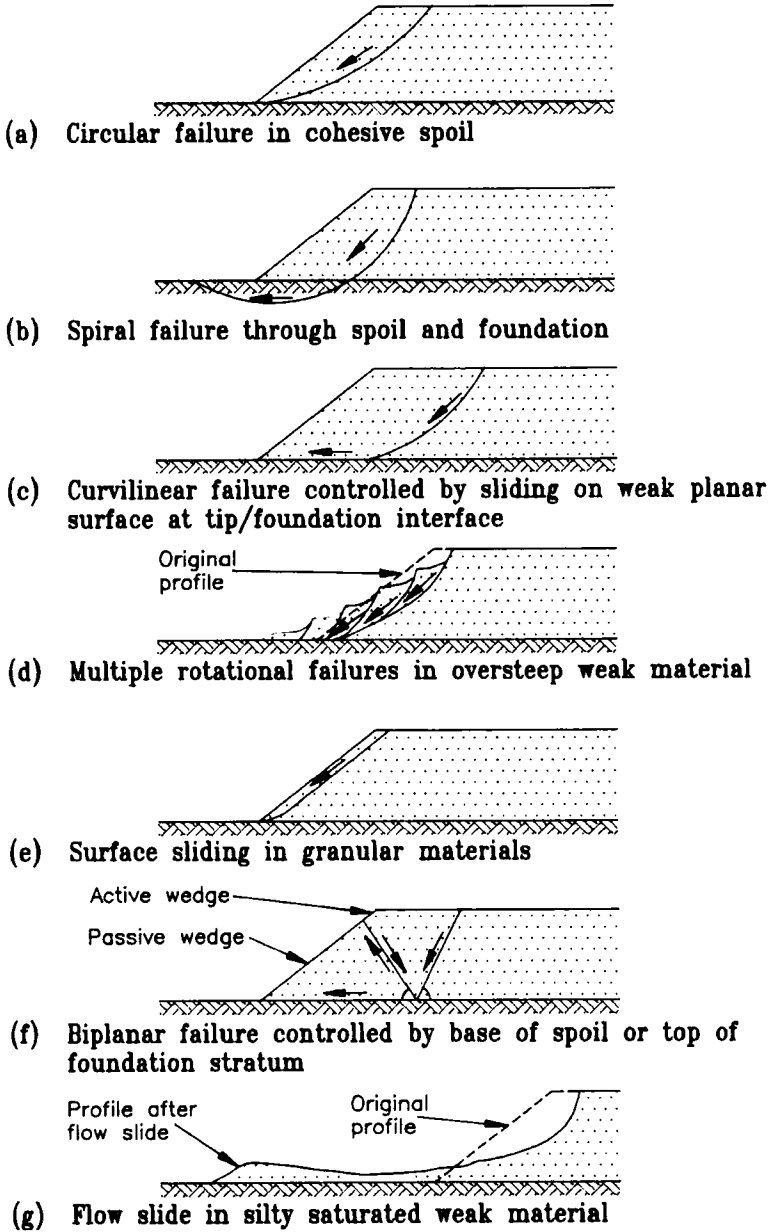 (a) Circular failure in cohesive spoil
(b) Spiral failure through spoil and foundation
(c) Curvilinear failure controlled by sliding on weak planar
surface at tip/foundation interface
Original
profile
(d) Multiple rotational failures in oversteep weak material
(e) Surface sliding in granular materials
Active wedge
Passive wedge
(f) Biplanar failure controlled by base of spoil or top of
foundation stratum
Profile after
flow slide
Original
profile
(g) Flow slide in silty saturated weak material